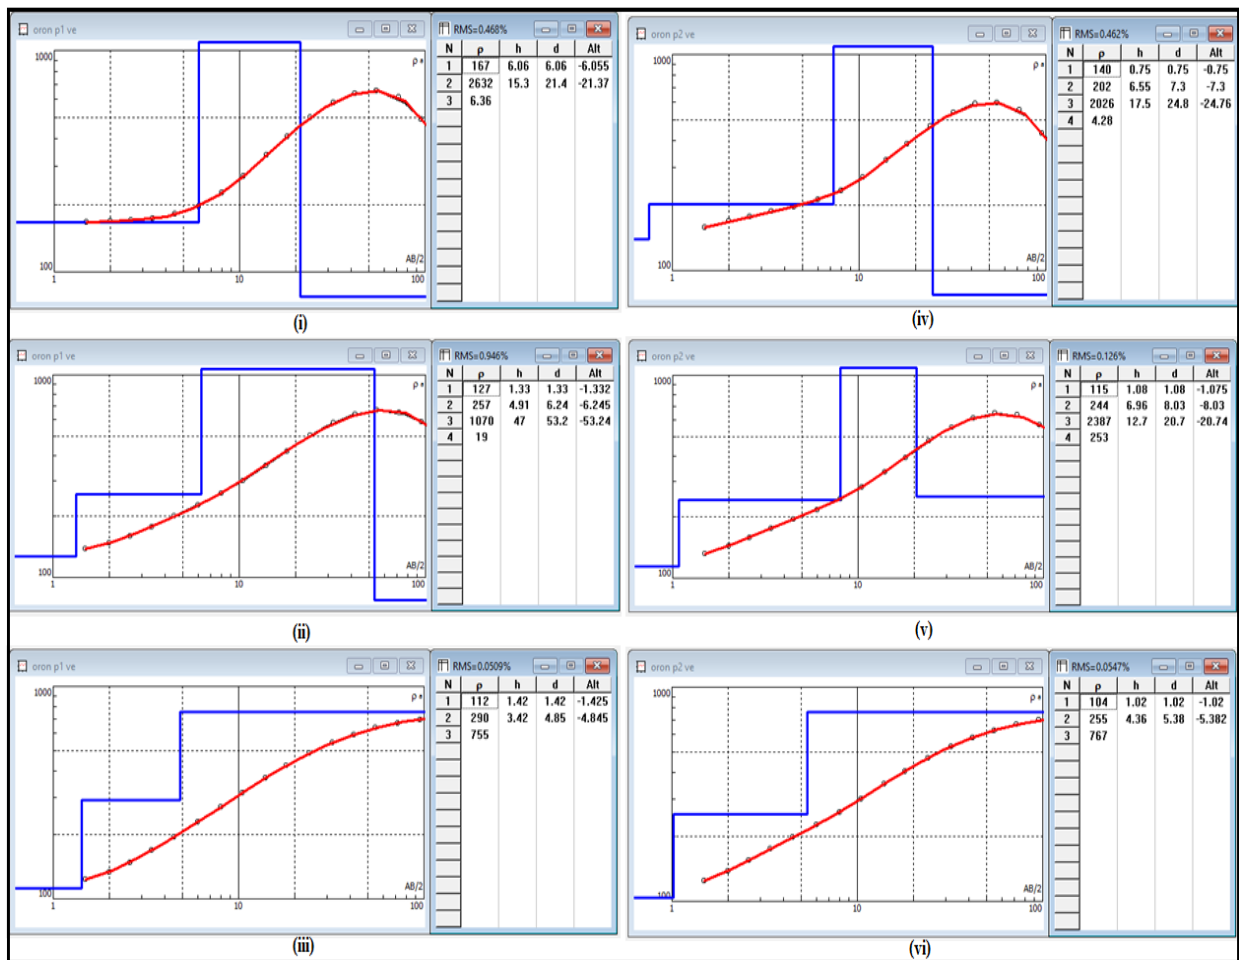 oron p1 ve
RMS=0.468%
N ρ h d Alt
1 167 6.06 6.06 -6.055
2 2632 15.3 21.4 -21.37
3 6.36
1000
ρa
100
AB/2
1 10 100
(i)
oron p2 ve
RMS=0.462%
N ρ h d Alt
1 140 0.75 0.75 -0.75
2 202 6.55 7.3 -7.3
3 2026 17.5 24.8 -24.76
4 4.28
1000
ρa
100
AB/2
1 10 100
(iv)
oron p1 ve
RMS=0.946%
N ρ h d Alt
1 127 1.33 1.33 -1.332
2 257 4.91 6.24 -6.245
3 1070 47 53.2 -53.24
4 19
1000
ρa
100
AB/2
1 10 100
(ii)
oron p2 ve
RMS=0.126%
N ρ h d Alt
1 115 1.08 1.08 -1.075
2 244 6.96 8.03 -8.03
3 2387 12.7 20.7 -20.74
4 253
1000
ρa
100
AB/2
1 10 100
(v)
oron p1 ve
RMS=0.0509%
N ρ h d Alt
1 112 1.42 1.42 -1.425
2 290 3.42 4.85 -4.845
3 755
1000
ρa
100
AB/2
1 10 100
(iii)
oron p2 ve
RMS=0.0547%
N ρ h d Alt
1 104 1.02 1.02 -1.02
2 255 4.36 5.38 -5.382
3 767
1000
ρa
100
AB/2
1 10 100
(vi)